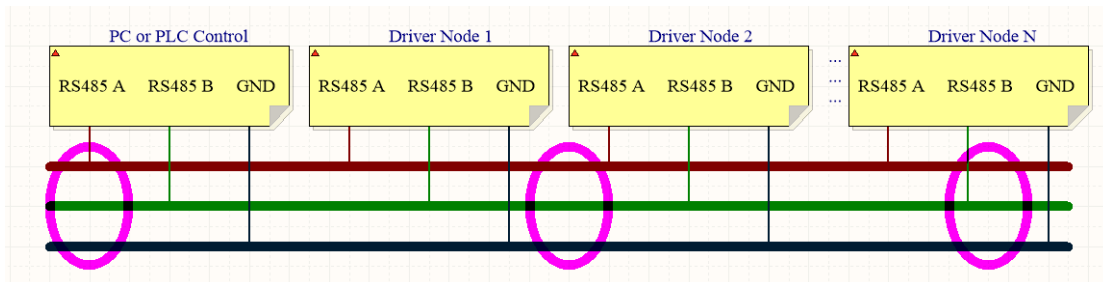 PC or PLC Control
RS485 A RS485 B GND
Driver Node 1
RS485 A RS485 B GND
Driver Node 2
RS485 A RS485 B GND
...
...
...
Driver Node N
RS485 A RS485 B GND